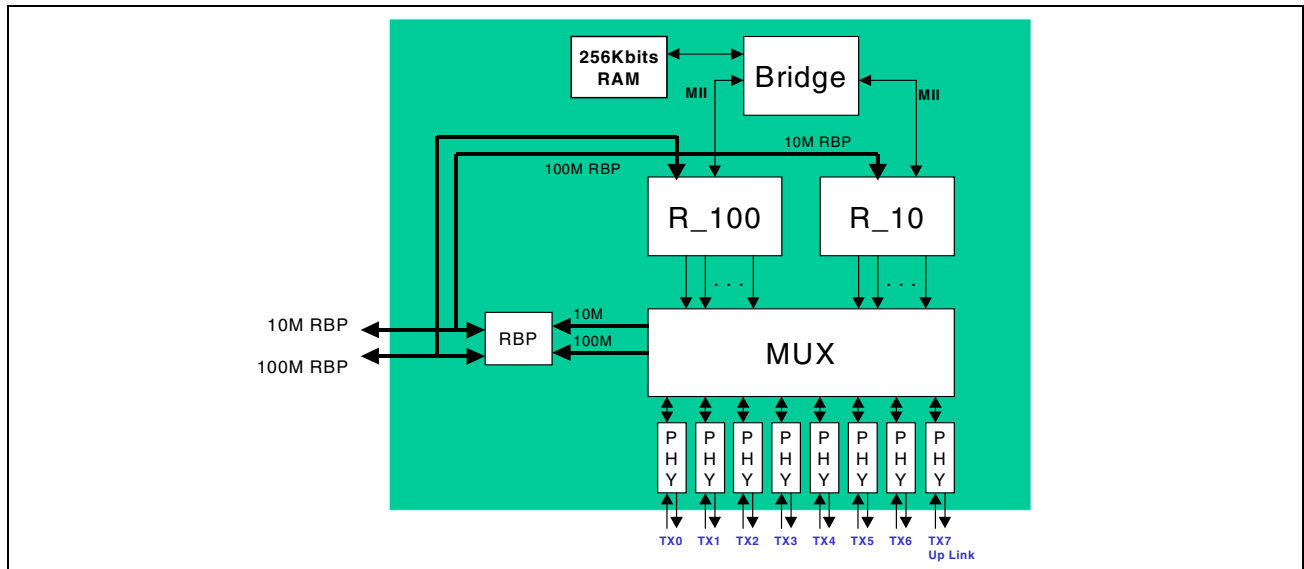 256Kbits
RAM
Bridge
MII
MII
10M RBP
100M RBP
R_100
R_10
. . .
. . .
10M RBP
100M RBP
RBP
10M
100M
MUX
P
H
Y
P
H
Y
P
H
Y
P
H
Y
P
H
Y
P
H
Y
P
H
Y
P
H
Y
TX0 TX1 TX2 TX3 TX4 TX5 TX6 TX7
Up Link